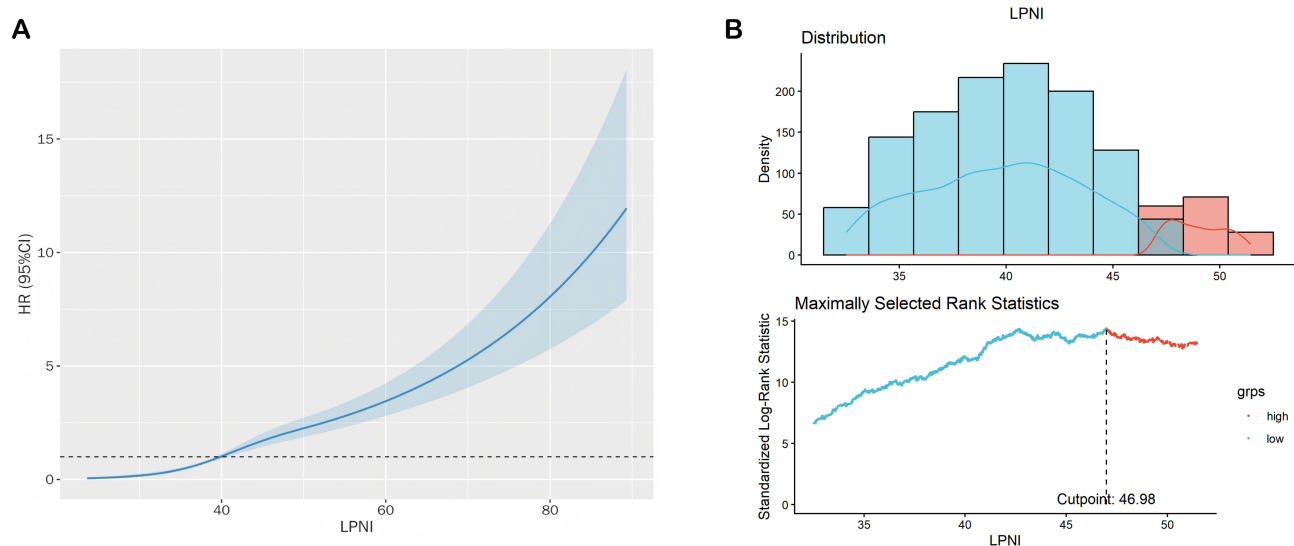 A
HR (95%CI)
15
10
5
0
40
60
80
LPNI
B
LPNI
Distribution
Density
200
150
100
50
0
35
40
45
50
Maximally Selected Rank Statistics
Standardized Log-Rank Statistic
15
10
5
0
Cutpoint: 46.98
35
40
45
50
LPNI
grps
high
low